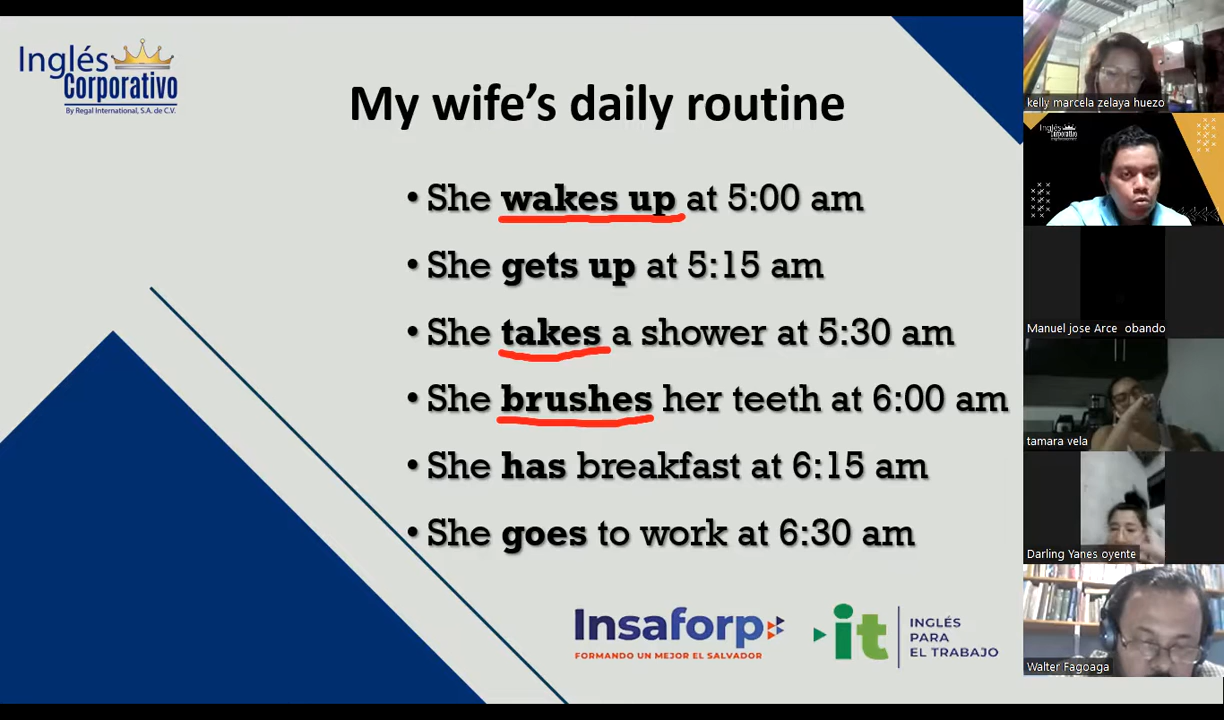 Inglés
Corporativo
By Regal International, S.A. de C.V.
My wife’s daily routine
• She wakes up at 5:00 am
• She gets up at 5:15 am
• She takes a shower at 5:30 am
• She brushes her teeth at 6:00 am
• She has breakfast at 6:15 am
• She goes to work at 6:30 am
Insaforp
FORMANDO UN MEJOR EL SALVADOR
it
INGLÉS
PARA
EL TRABAJO
kelly marcela zelaya huezo
Inglés
Manuel jose Arce obando
tamara vela
Darling Yanes oyente
Walter Fagoaga